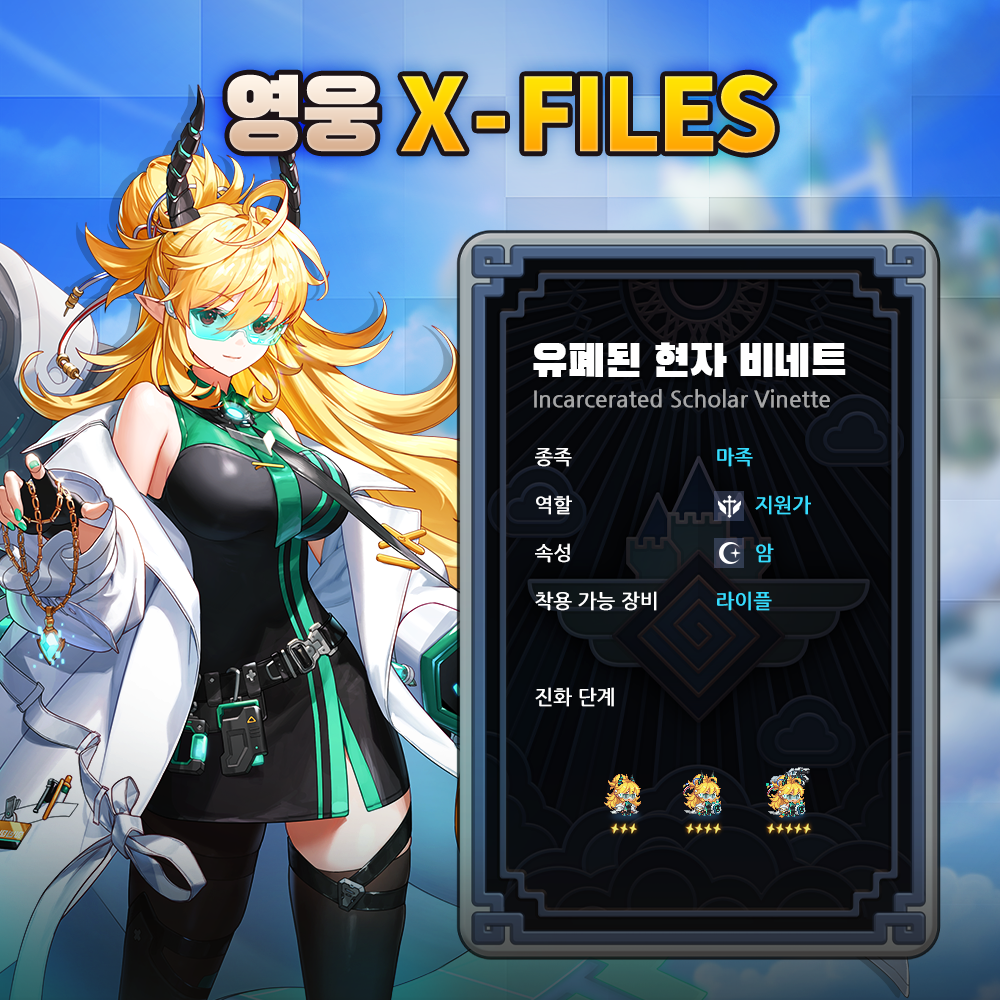 영웅 X-FILES
유폐된 현자 비네트
Incarcerated Scholar Vinette
종족 마족
역할 지원가
속성 암
착용 가능 장비 라이플
진화 단계